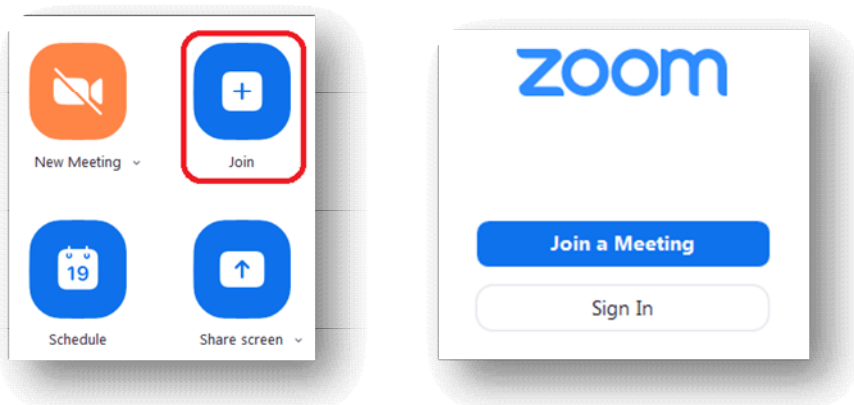 New Meeting
Join
19
Schedule
Share screen
zoom
Join a Meeting
Sign In